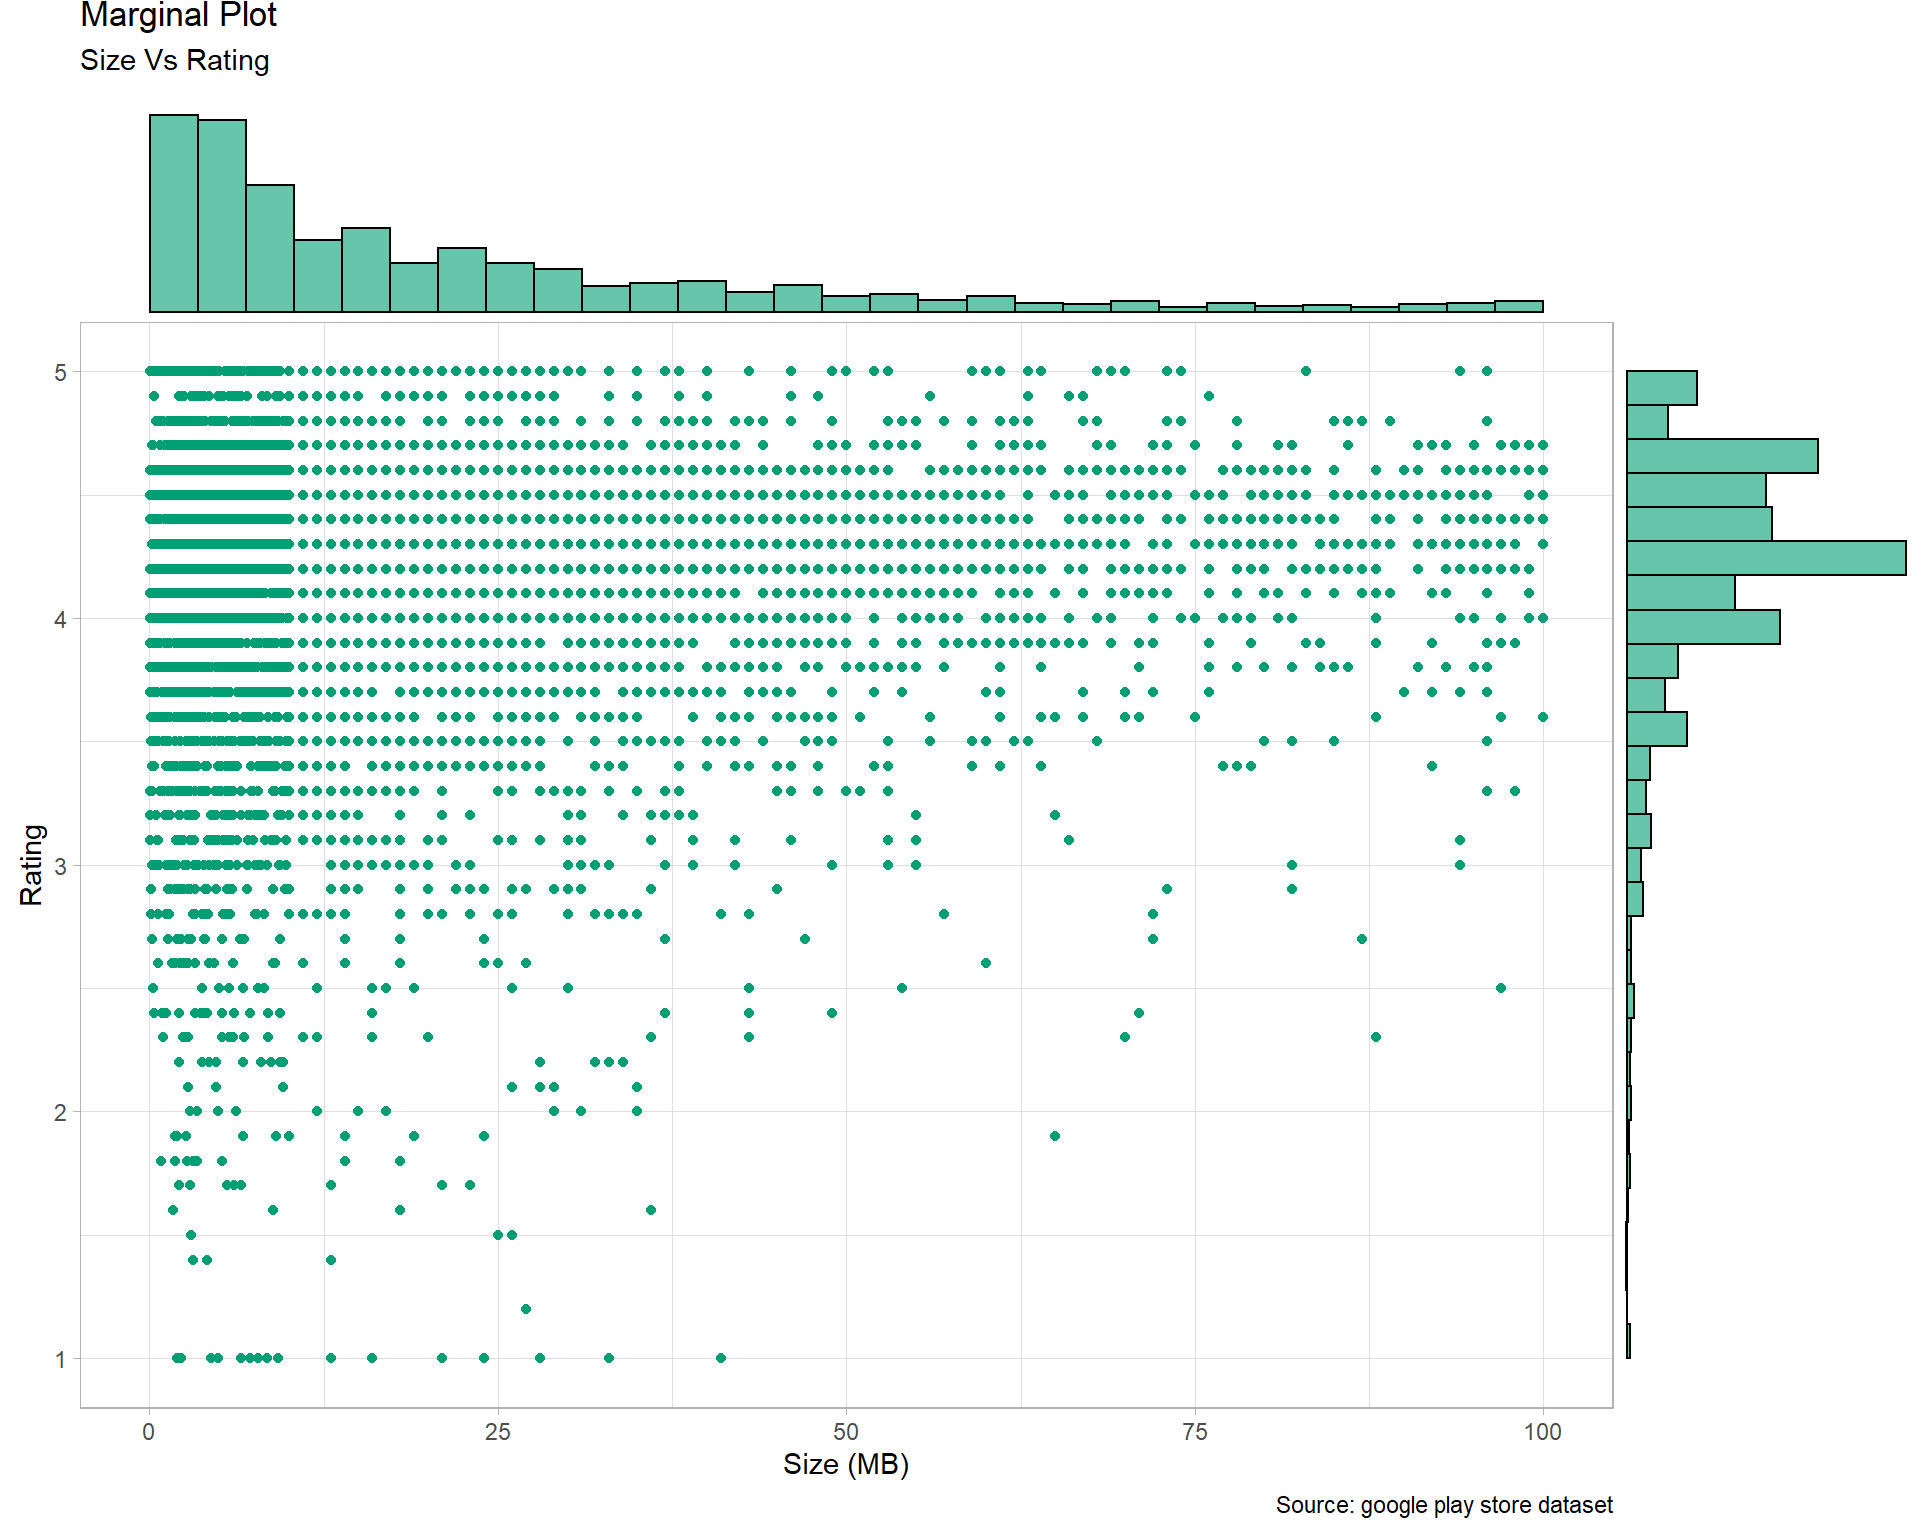 Marginal Plot
Size Vs Rating
5
4
3
2
1
Rating
0 25 50 75 100
Size (MB)
Source: google play store dataset